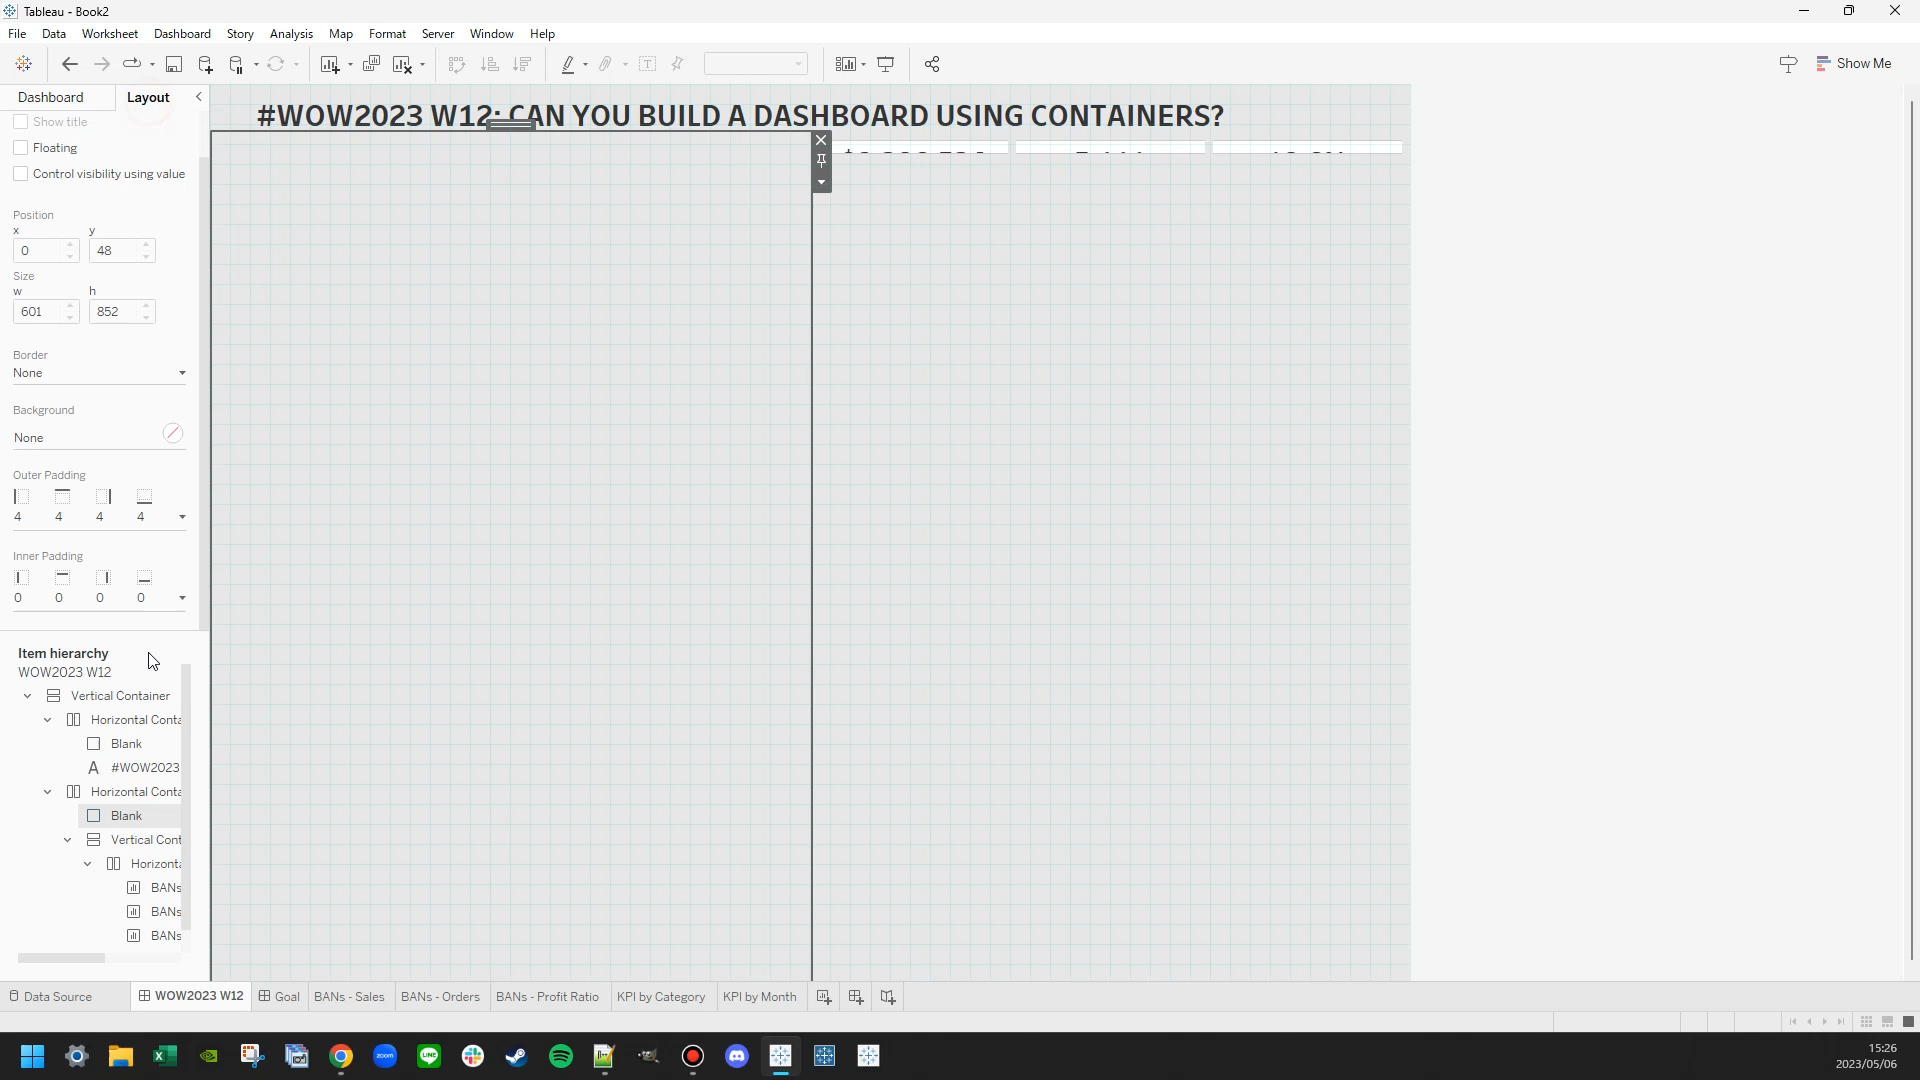 Tableau - Book2
File Data Worksheet Dashboard Story Analysis Map Format Server Window Help
Show Me
Dashboard Layout
Show title
Floating
Control visibility using value
Position
x y
0 48
Size
w h
601 852
Border
None
Background
None
Outer Padding
4 4 4 4
Inner Padding
0 0 0 0
Item hierarchy
WOW2023 W12
Vertical Container
Horizontal Conta
Blank
A #WOW2023
Horizontal Conta
Blank
Vertical Cont
Horizonta
BANs
BANs
BANs
#WOW2023 W12: CAN YOU BUILD A DASHBOARD USING CONTAINERS?
Data Source WOW2023 W12 Goal BANs - Sales BANs - Orders BANs - Profit Ratio KPI by Category KPI by Month
zoom
LINE
15:26
2023/05/06